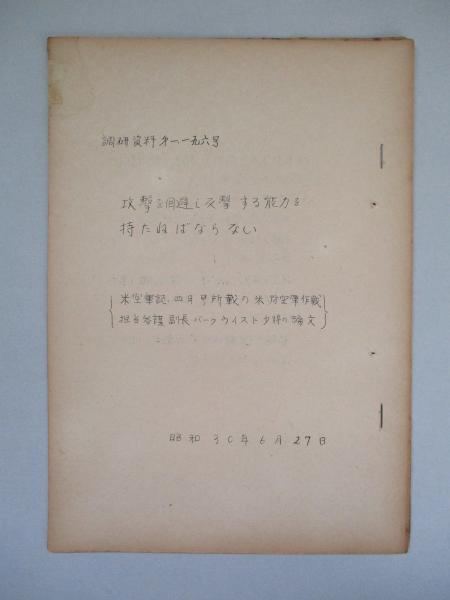 調研資料第一一九六号
攻撃を回避し反撃する能力を
持たねばならない
米空軍誌、四月号所載の米防空軍作戦
担当参謀副長バークウイスト少将の論文
昭和30年6月27日